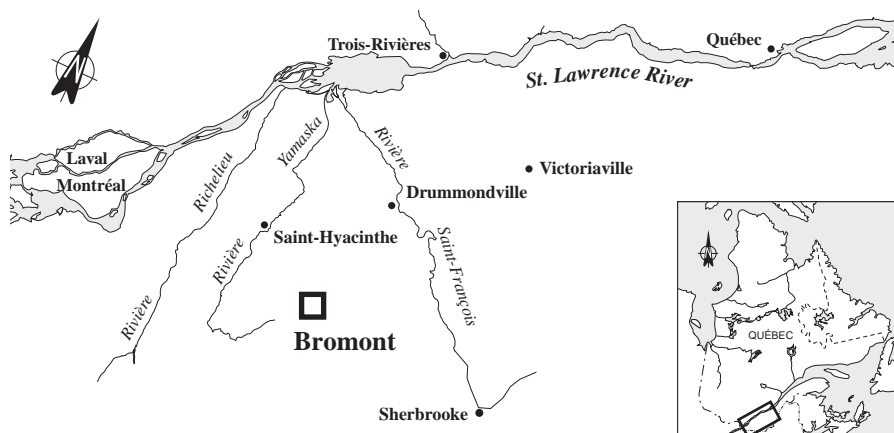 N
Trois-Rivières
Québec
St. Lawrence River
Laval
Montréal
Rivière Richelieu
Rivière Yamaska
Rivière Saint-François
Victoriaville
Drummondville
Saint-Hyacinthe
Bromont
Sherbrooke
QUÉBEC